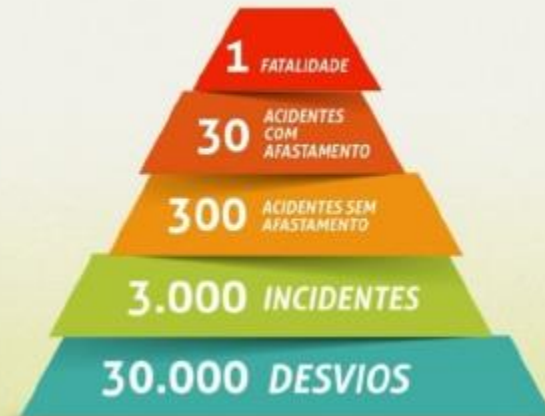 1 FATALIDADE
30 ACIDENTES
COM
AFASTAMENTO
300 ACIDENTES SEM
AFASTAMENTO
3.000 INCIDENTES
30.000 DESVIOS